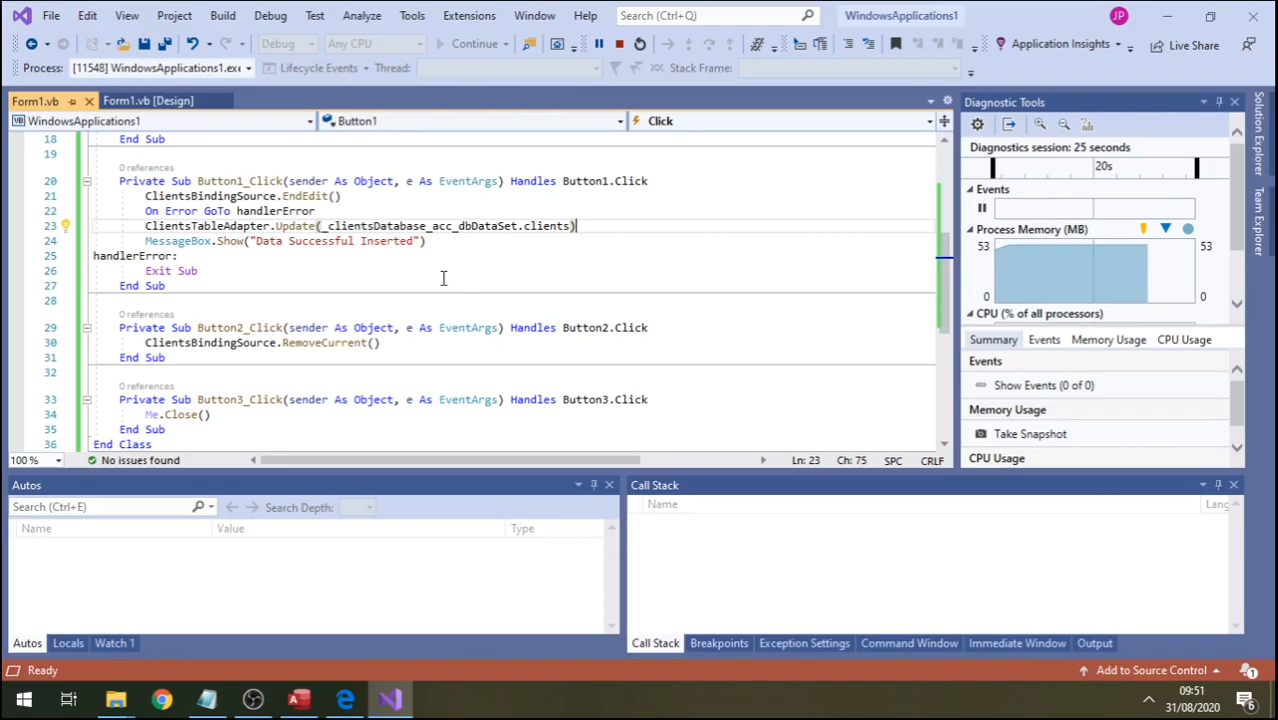 File Edit View Project Build Debug Test Analyze Tools Extensions Window Help Search (Ctrl+Q) WindowsApplications1 JP
Debug Any CPU Continue Application Insights Live Share
Process: [11548] WindowsApplications1.exe Lifecycle Events Thread: Stack Frame:
Form1.vb Form1.vb [Design]
WindowsApplications1 Button1 Click
18 End Sub
19
0 references
20 Private Sub Button1_Click(sender As Object, e As EventArgs) Handles Button1.Click
21 ClientsBindingSource.EndEdit()
22 On Error GoTo handlerError
23 ClientsTableAdapter.Update(_clientsDatabase_acc_dbDataSet.clients)
24 MessageBox.Show("Data Successful Inserted")
25 handlerError:
26 Exit Sub
27 End Sub
28
0 references
29 Private Sub Button2_Click(sender As Object, e As EventArgs) Handles Button2.Click
30 ClientsBindingSource.RemoveCurrent()
31 End Sub
32
0 references
33 Private Sub Button3_Click(sender As Object, e As EventArgs) Handles Button3.Click
34 Me.Close()
35 End Sub
36 End Class
100 % No issues found Ln: 23 Ch: 75 SPC CRLF
Diagnostic Tools
Diagnostics session: 25 seconds
20s
Events
Process Memory (MB)
53 53
0 0
CPU (% of all processors)
Summary Events Memory Usage CPU Usage
Events
Show Events (0 of 0)
Memory Usage
Take Snapshot
CPU Usage
Solution Explorer
Team Explorer
Autos
Search (Ctrl+E) Search Depth:
Name Value Type
Autos Locals Watch 1
Call Stack
Name Lang
Call Stack Breakpoints Exception Settings Command Window Immediate Window Output
Ready Add to Source Control 1
09:51
31/08/2020 6